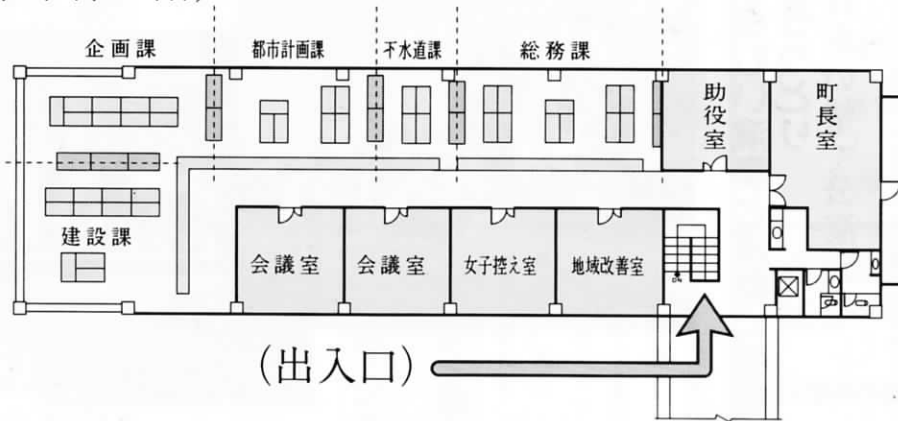 企画課
都市計画課
下水道課
総務課
助役室
町長室
建設課
会議室
会議室
女子控え室
地域改善室
(出入口)